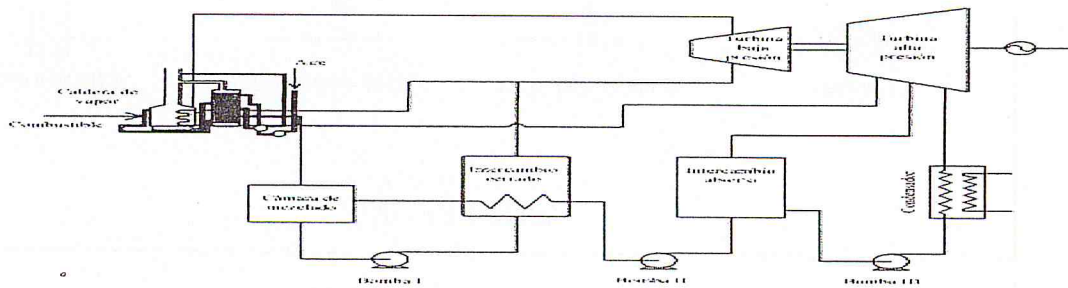 Turbina
baja
presión
Turbina
alta
presión
Aire
Caldera de
vapor
Combustible
Intercambio
cerrado
Intercambio
abierto
Condensador
Cámara de
mezclado
Bomba I
Bomba II
Bomba III